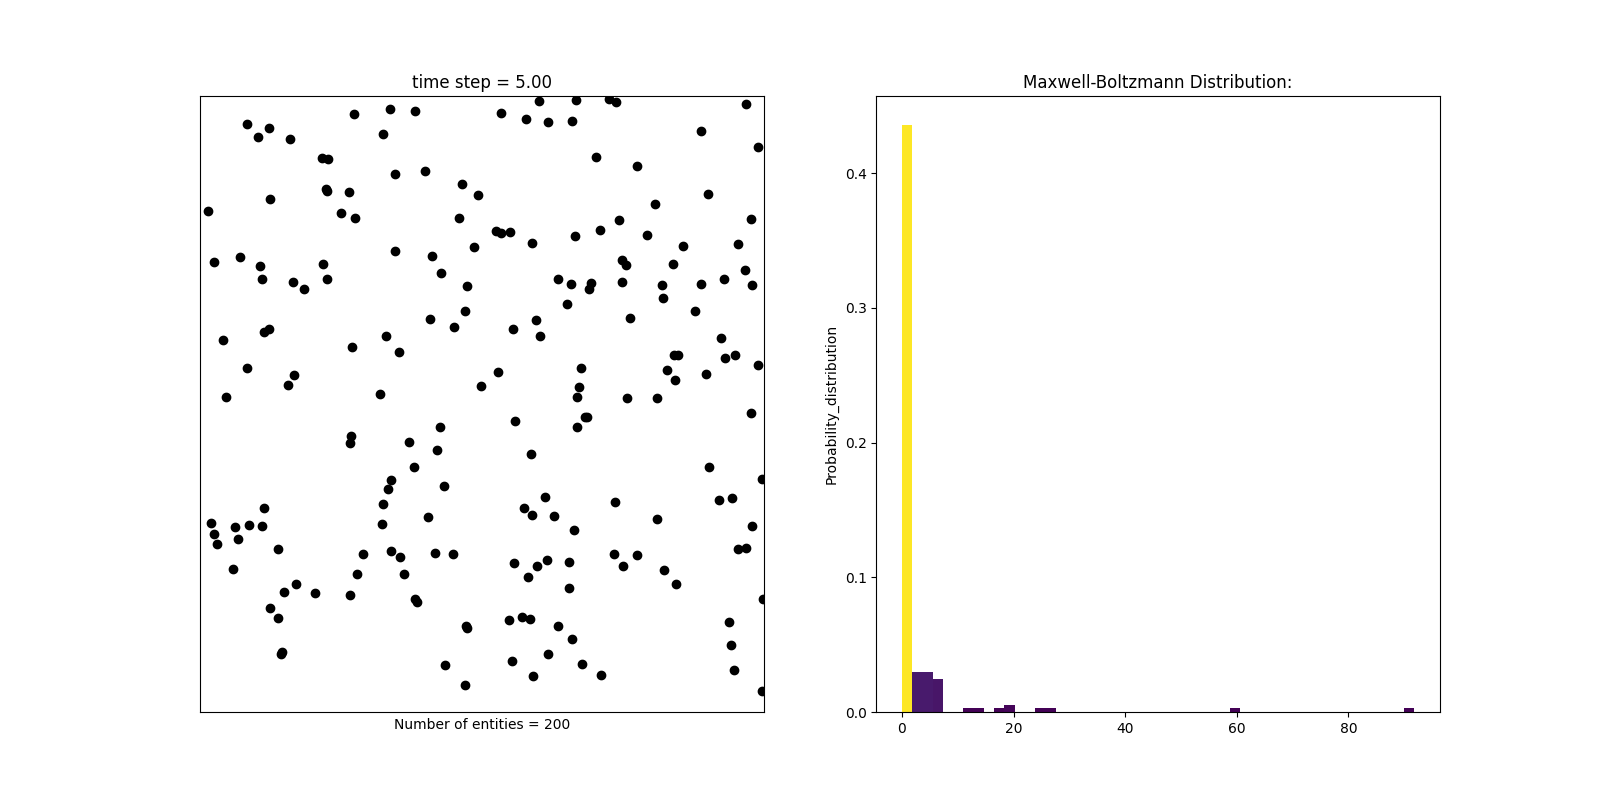 time step = 5.00
Number of entities = 200
Maxwell-Boltzmann Distribution:
Probability_distribution
0.4
0.3
0.2
0.1
0.0
0 20 40 60 80